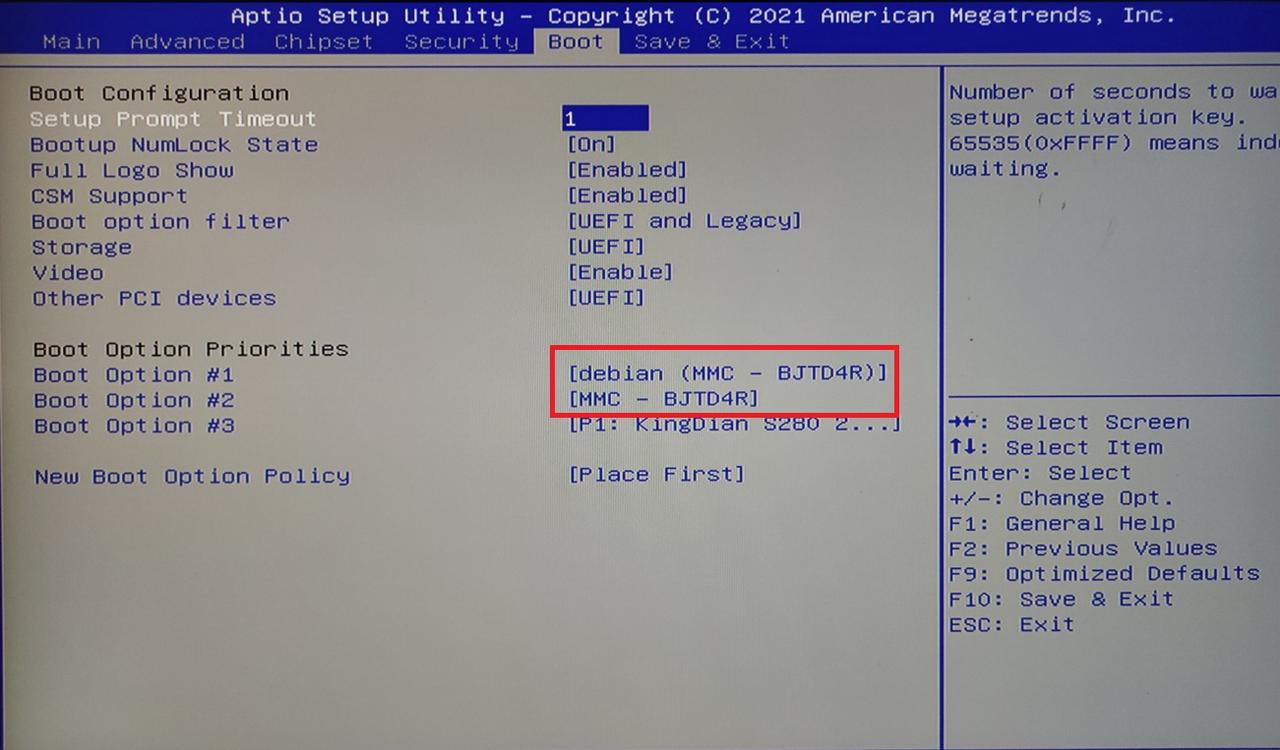 Aptio Setup Utility - Copyright (C) 2021 American Megatrends, Inc.
Main Advanced Chipset Security Boot Save & Exit
Boot Configuration
Setup Prompt Timeout 1
Bootup NumLock State [On]
Full Logo Show [Enabled]
CSM Support [Enabled]
Boot option filter [UEFI and Legacy]
Storage [UEFI]
Video [Enable]
Other PCI devices [UEFI]
Boot Option Priorities
Boot Option #1 [debian (MMC - BJTD4R)]
Boot Option #2 [MMC - BJTD4R]
Boot Option #3 [P1: KingDian S280 2...]
New Boot Option Policy [Place First]
Number of seconds to wa
setup activation key.
65535(0xFFFF) means ind
waiting.
→←: Select Screen
↑↓: Select Item
Enter: Select
+/-: Change Opt.
F1: General Help
F2: Previous Values
F9: Optimized Defaults
F10: Save & Exit
ESC: Exit